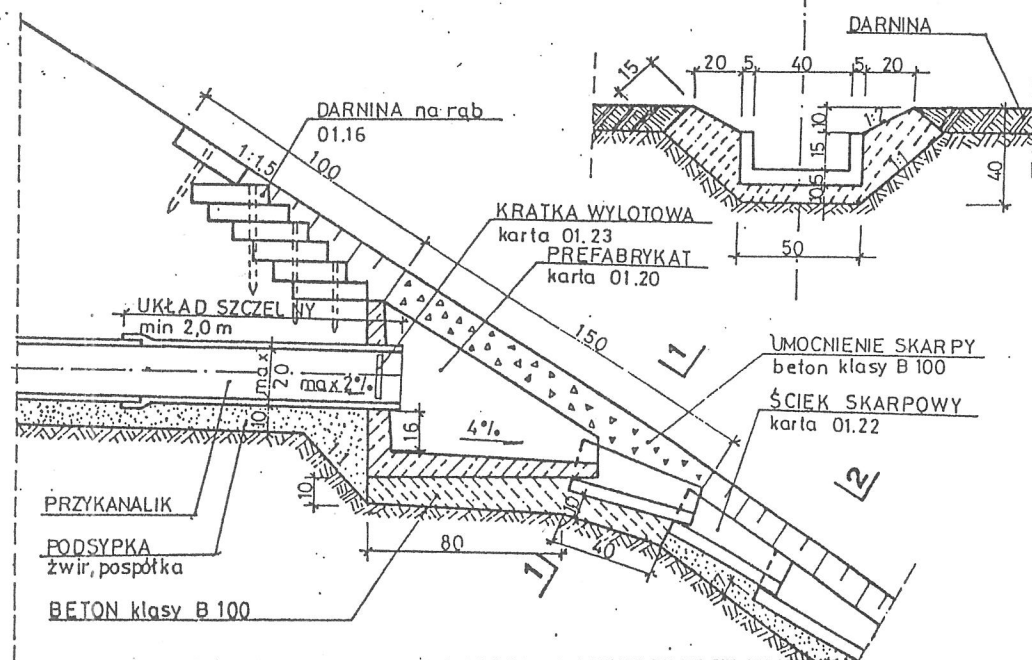 DARNINA
20 5 40 5 20
15
1:2
10
15
10 5
1:1
40
50
DARNINA na rąb
01.16
1:1.5
100
KRATKA WYLOTOWA
karta 01.23
PREFABRYKAT
karta 01.20
UKŁAD SZCZELNY
min 2,0 m
150
1
UMOCNIENIE SKARPY
beton klasy B 100
max
20
max 2%
ŚCIEK SKARPOWY
karta 01.22
10
16
4%
2
10
PRZYKANALIK
10
80
40
PODSYPKA
żwir, pospółka
1
BETON klasy B 100